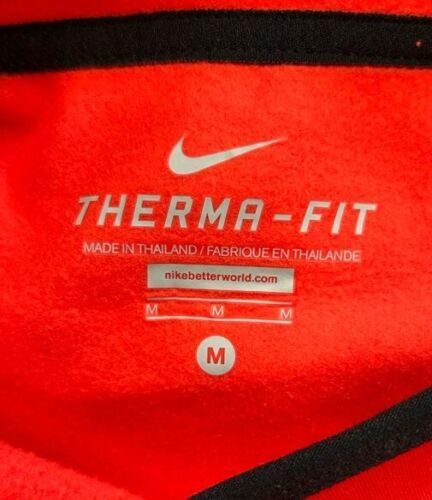 THERMA-FIT
MADE IN THAILAND / FABRIQUE EN THAILANDE
nikebetterworld.com
M M M
M